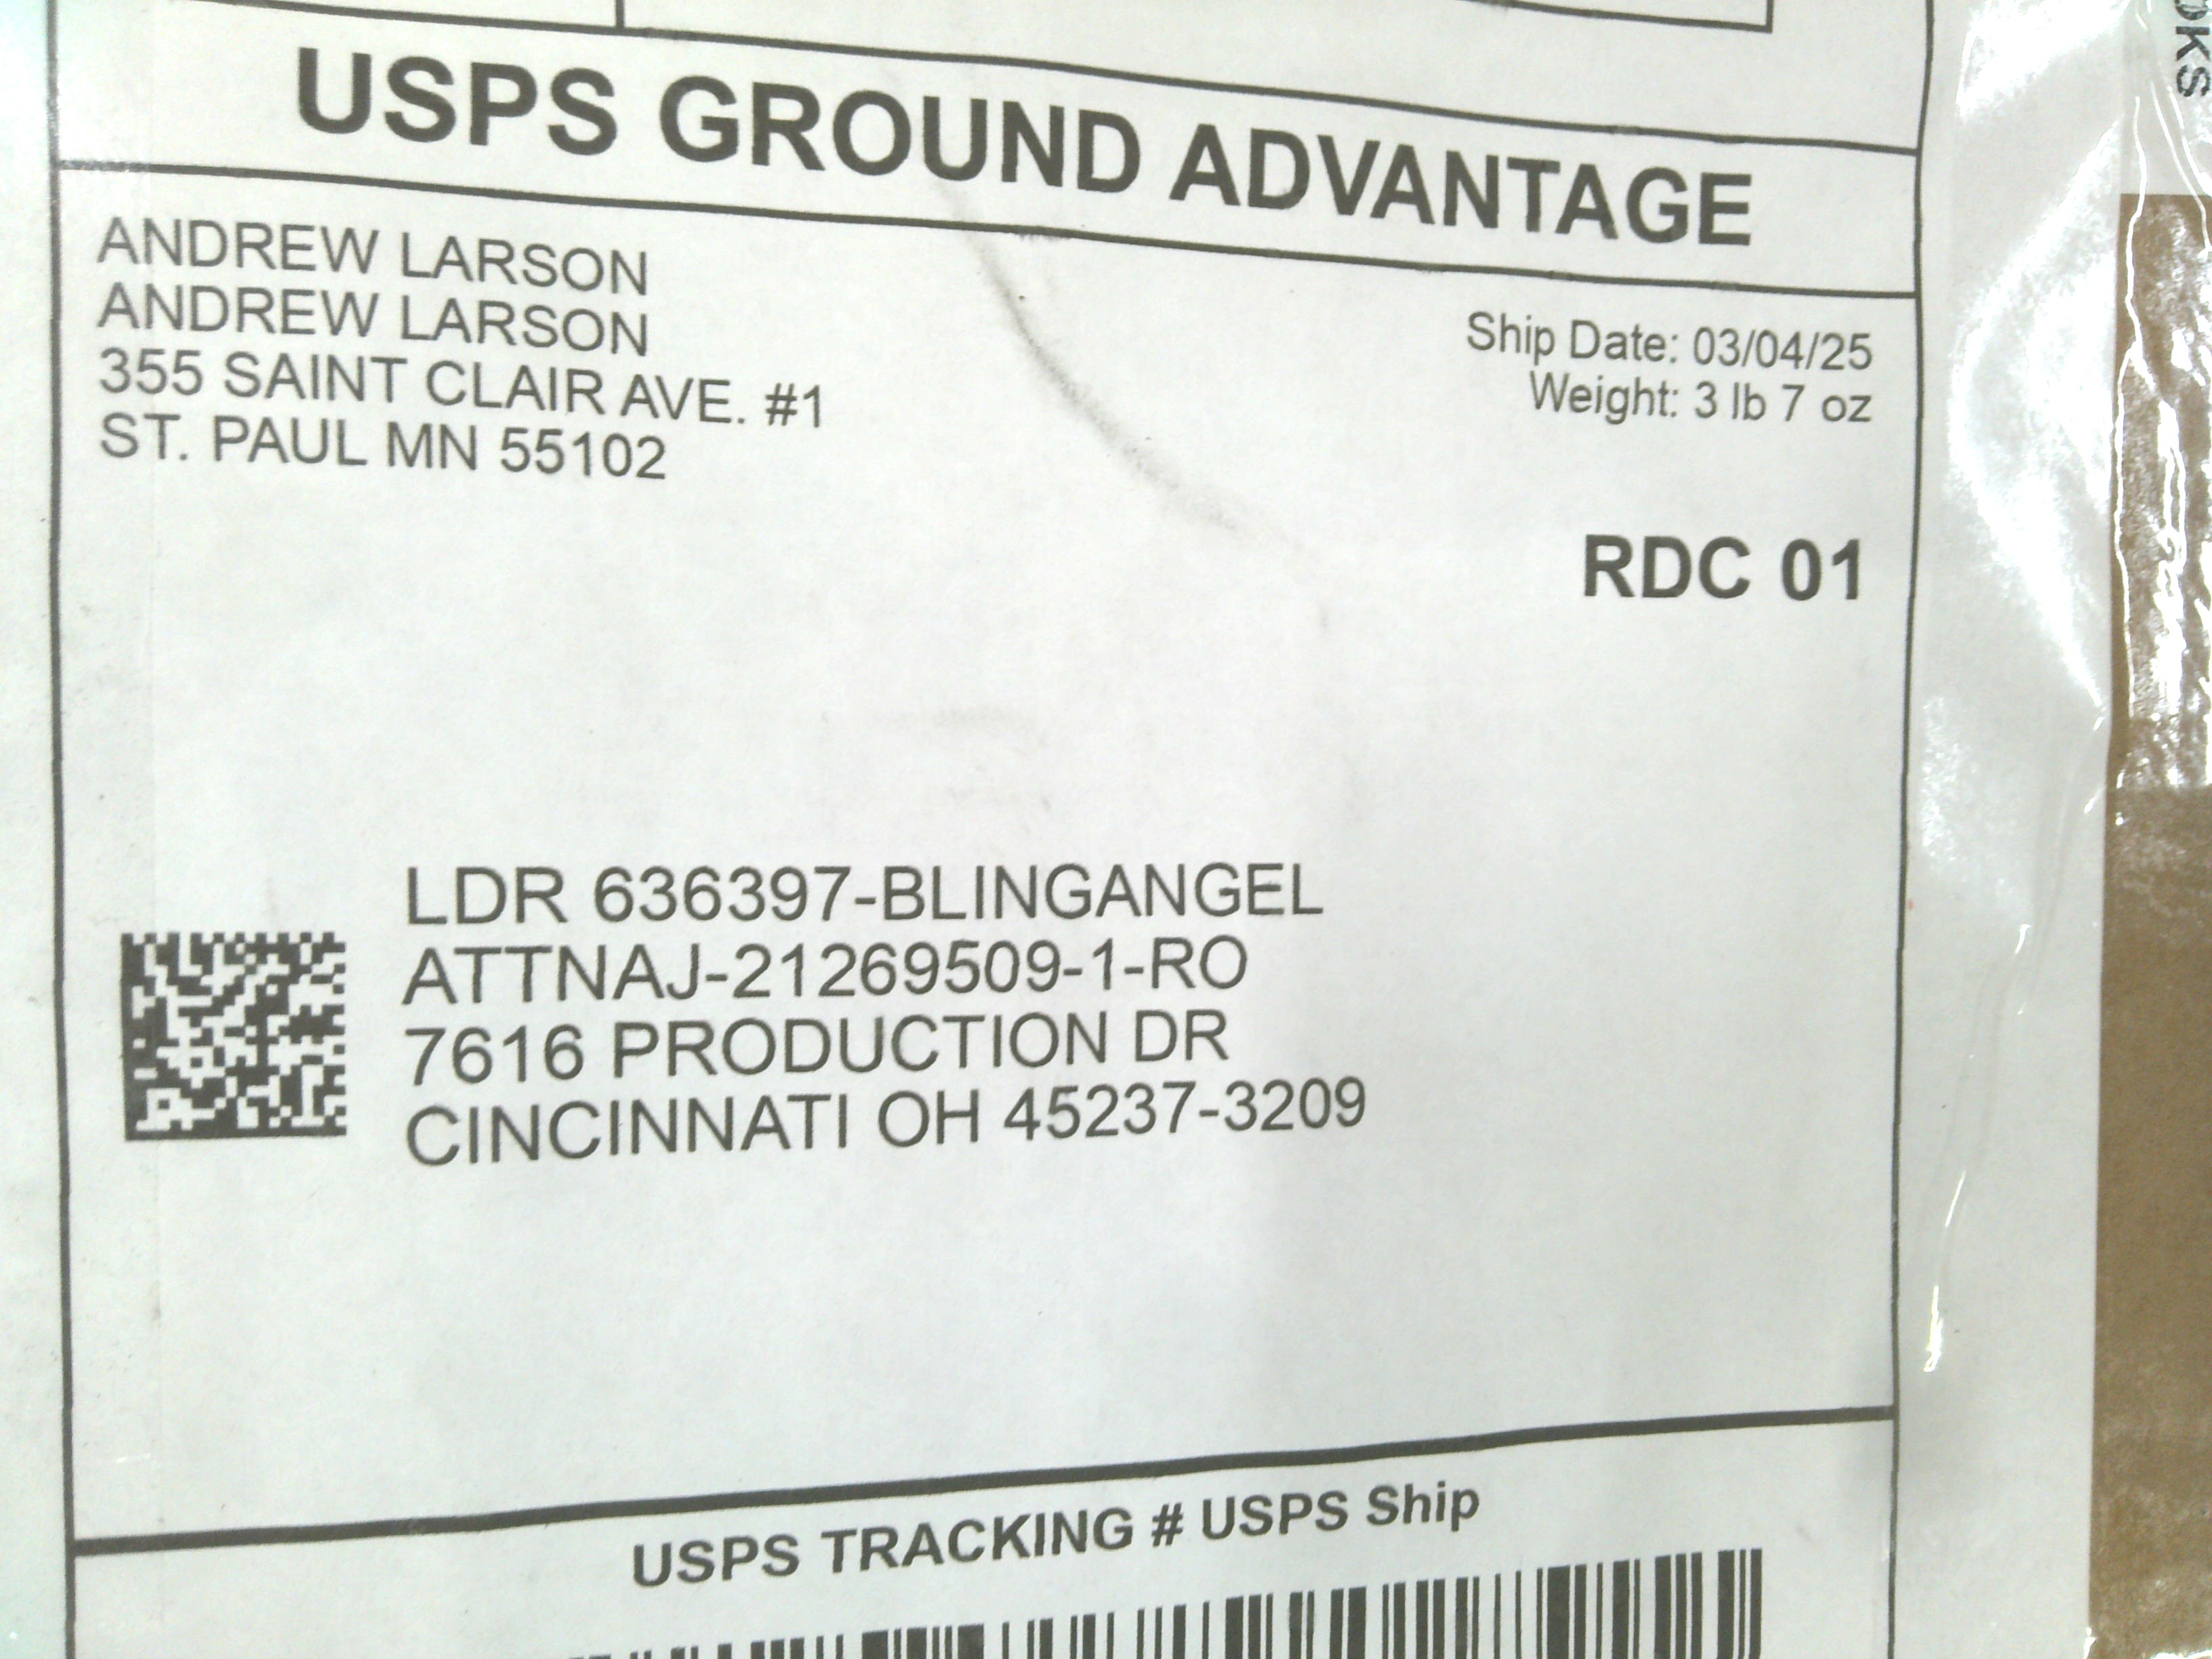 USPS GROUND ADVANTAGE
ANDREW LARSON
ANDREW LARSON
355 SAINT CLAIR AVE. #1
ST. PAUL MN 55102
Ship Date: 03/04/25
Weight: 3 lb 7 oz
RDC 01
LDR 636397-BLINGANGEL
ATTNAJ-21269509-1-RO
7616 PRODUCTION DR
CINCINNATI OH 45237-3209
USPS TRACKING # USPS Ship